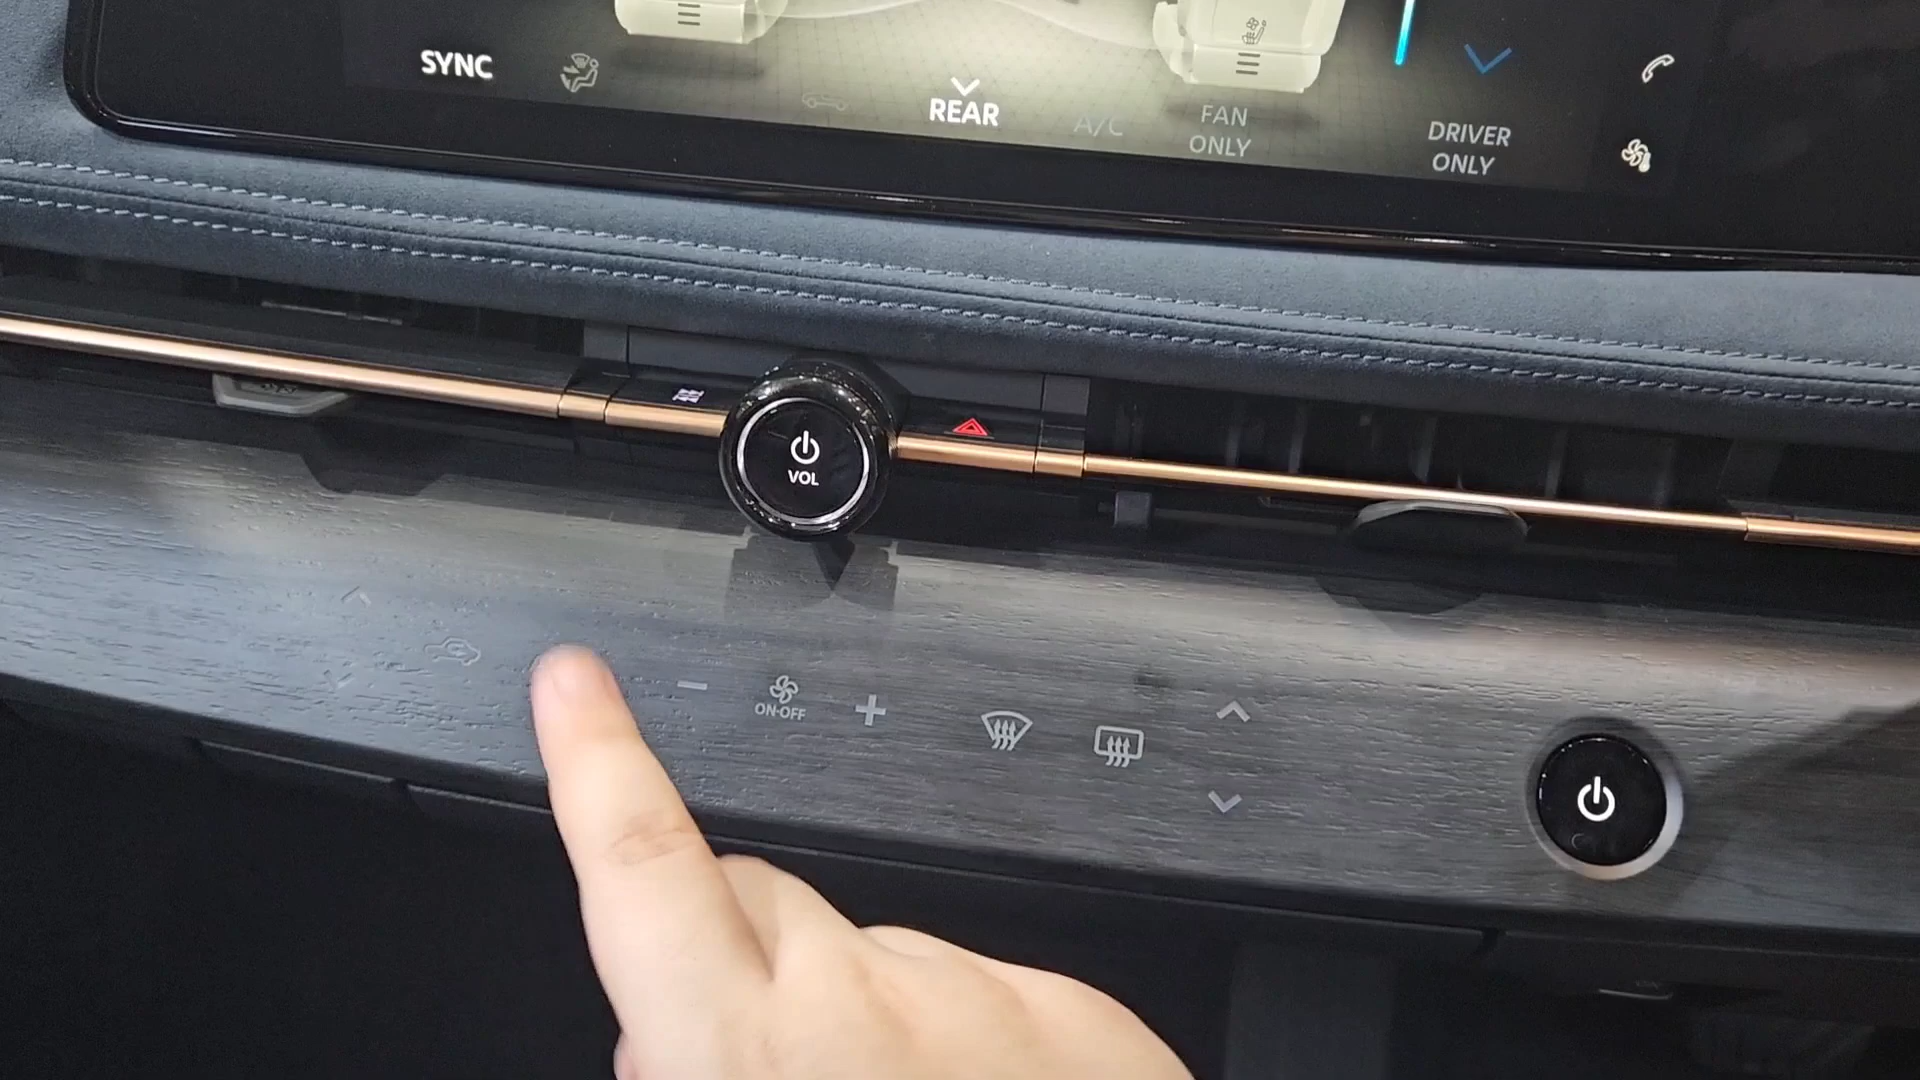 SYNC
REAR
A/C
FAN
ONLY
DRIVER
ONLY
VOL
ON·OFF